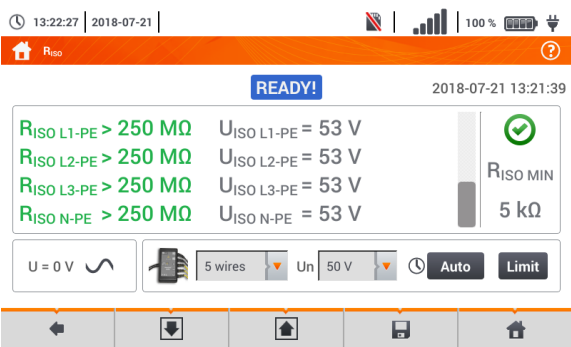 13:22:27 2018-07-21 100 %
RISO ?
READY! 2018-07-21 13:21:39
RISO L1-PE > 250 MΩ UISO L1-PE = 53 V
RISO L2-PE > 250 MΩ UISO L2-PE = 53 V
RISO L3-PE > 250 MΩ UISO L3-PE = 53 V
RISO N-PE > 250 MΩ UISO N-PE = 53 V
RISO MIN
5 kΩ
U = 0 V 5 wires Un 50 V Auto Limit